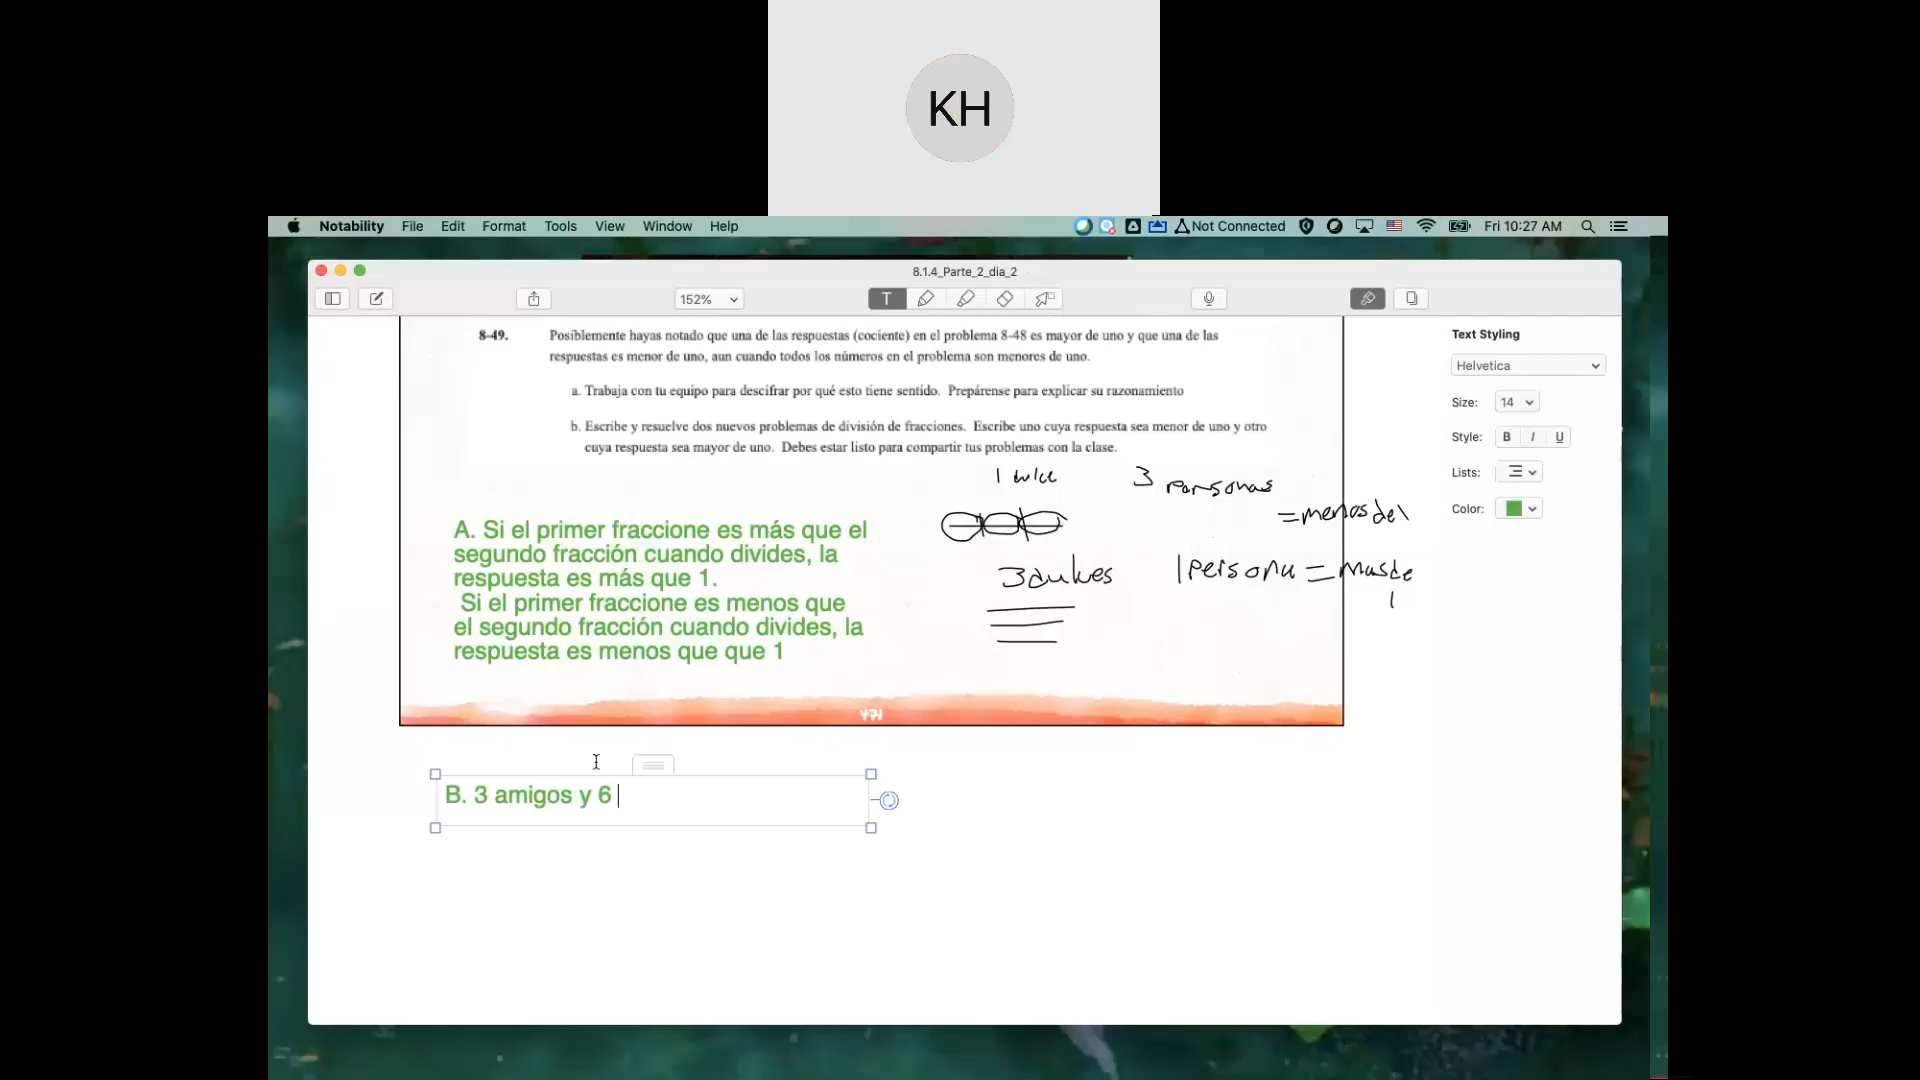 KH
Notability File Edit Format Tools View Window Help
Not Connected Fri 10:27 AM
8.1.4_Parte_2_dia_2
152% T
8-49. Posiblemente hayas notado que una de las respuestas (cociente) en el problema 8-48 es mayor de uno y que una de las
respuestas es menor de uno, aun cuando todos los números en el problema son menores de uno.
a. Trabaja con tu equipo para descifrar por qué esto tiene sentido. Prepárense para explicar su razonamiento
b. Escribe y resuelve dos nuevos problemas de división de fracciones. Escribe uno cuya respuesta sea menor de uno y otro
cuya respuesta sea mayor de uno. Debes estar listo para compartir tus problemas con la clase.
1 3 personas
= menos de 1
1 persona = mas de
1
A. Si el primer fraccione es más que el
segundo fracción cuando divides, la
respuesta es más que 1.
Si el primer fraccione es menos que
el segundo fracción cuando divides, la
respuesta es menos que que 1
B. 3 amigos y 6
Text Styling
Helvetica
Size: 14
Style: B I U
Lists:
Color: